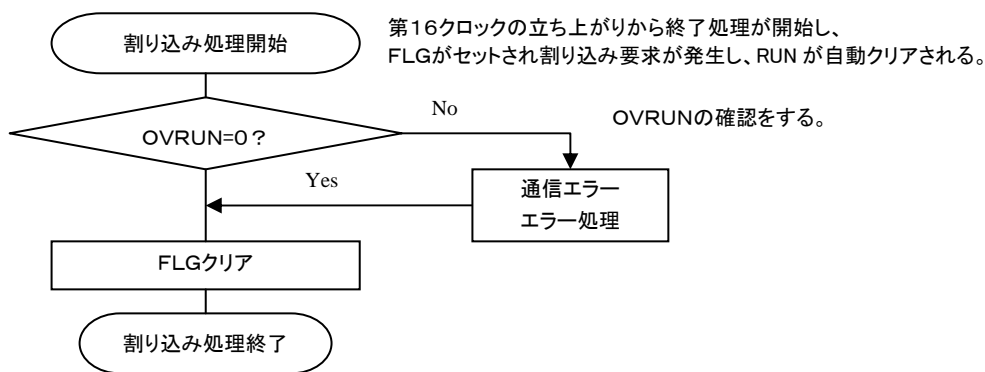 割り込み処理開始
第16クロックの立ち上がりから終了処理が開始し、
FLGがセットされ割り込み要求が発生し、RUN が自動クリアされる。
No
OVRUNの確認をする。
OVRUN=0?
Yes
通信エラー
エラー処理
FLGクリア
割り込み処理終了